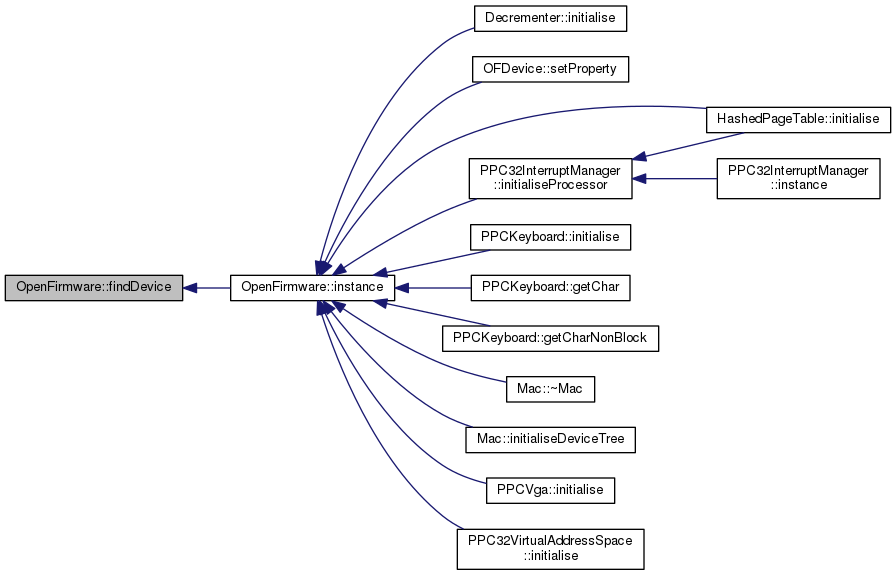 Decrementer::initialise
OFDevice::setProperty
HashedPageTable::initialise
PPC32InterruptManager
::initialiseProcessor
PPC32InterruptManager
::instance
PPCKeyboard::initialise
OpenFirmware::findDevice
OpenFirmware::instance
PPCKeyboard::getChar
PPCKeyboard::getCharNonBlock
Mac::~Mac
Mac::initialiseDeviceTree
PPCVga::initialise
PPC32VirtualAddressSpace
::initialise